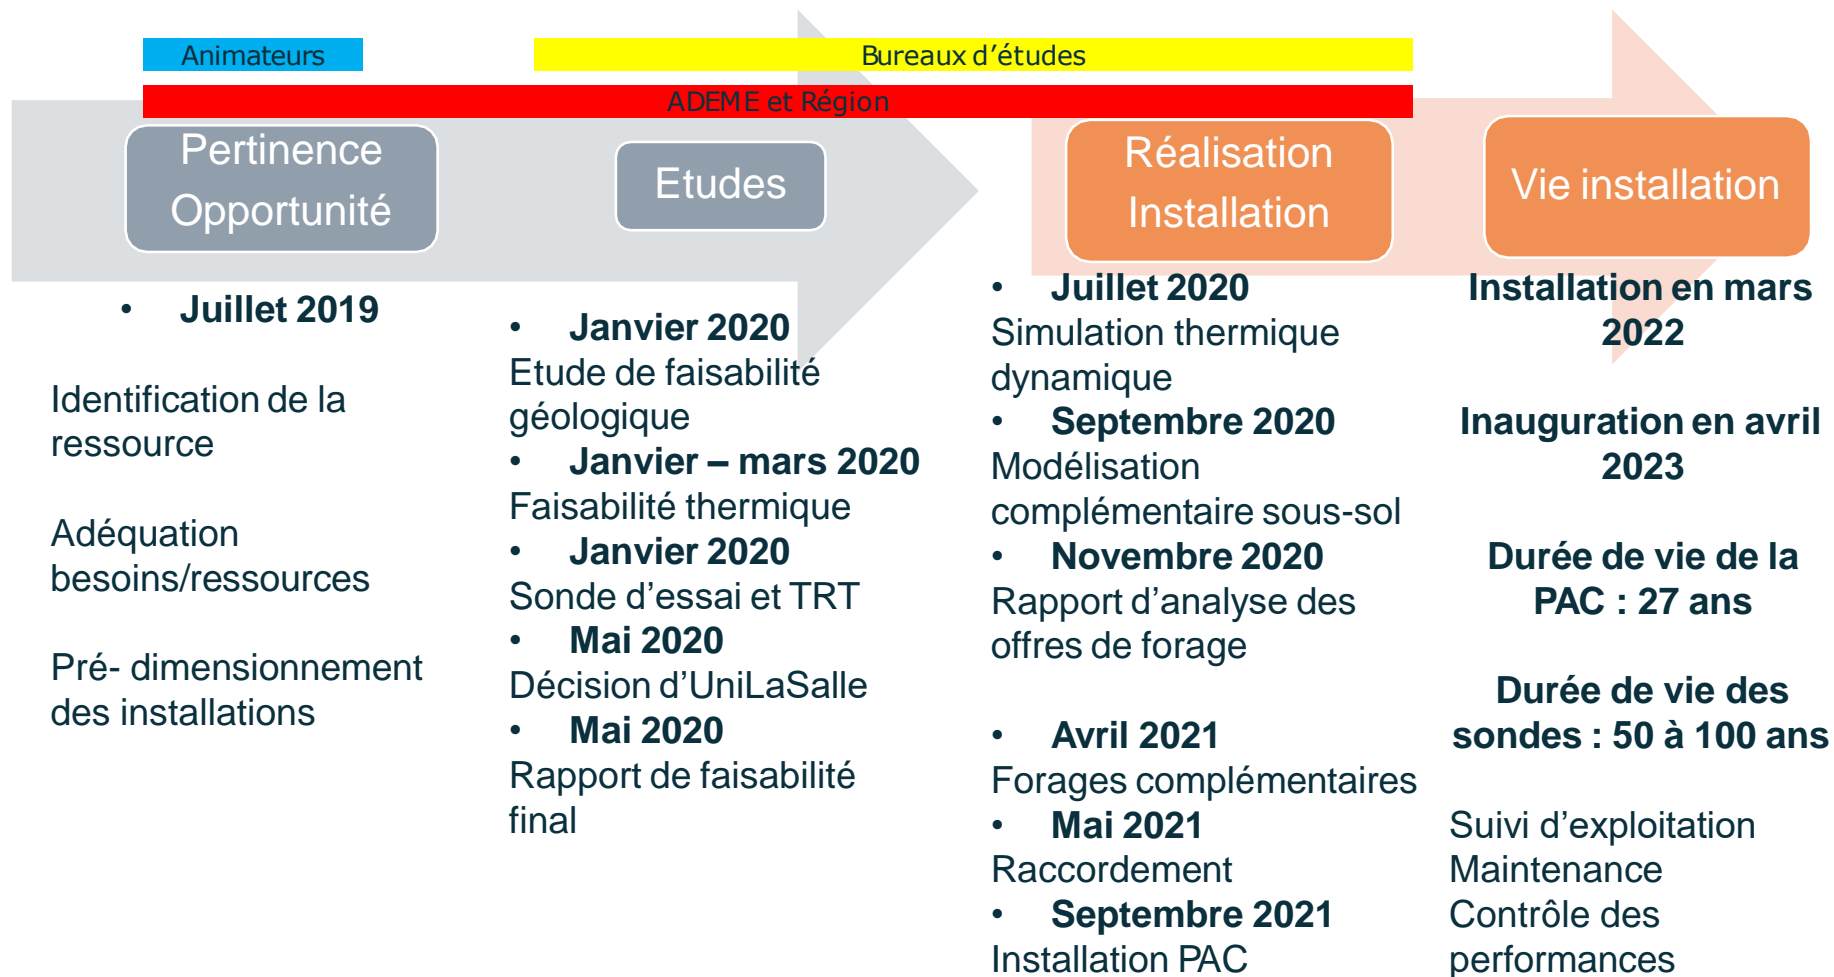 Animateurs
Bureaux d’études
ADEME et Région
Pertinence
Opportunité
Etudes
Réalisation
Installation
Vie installation
• Juillet 2019
Identification de la
ressource
Adéquation
besoins/ressources
Pré- dimensionnement
des installations
• Janvier 2020
Etude de faisabilité
géologique
• Janvier – mars 2020
Faisabilité thermique
• Janvier 2020
Sonde d’essai et TRT
• Mai 2020
Décision d’UniLaSalle
• Mai 2020
Rapport de faisabilité
final
• Juillet 2020
Simulation thermique
dynamique
• Septembre 2020
Modélisation
complémentaire sous-sol
• Novembre 2020
Rapport d’analyse des
offres de forage
• Avril 2021
Forages complémentaires
• Mai 2021
Raccordement
• Septembre 2021
Installation PAC
Installation en mars
2022
Inauguration en avril
2023
Durée de vie de la
PAC : 27 ans
Durée de vie des
sondes : 50 à 100 ans
Suivi d’exploitation
Maintenance
Contrôle des
performances